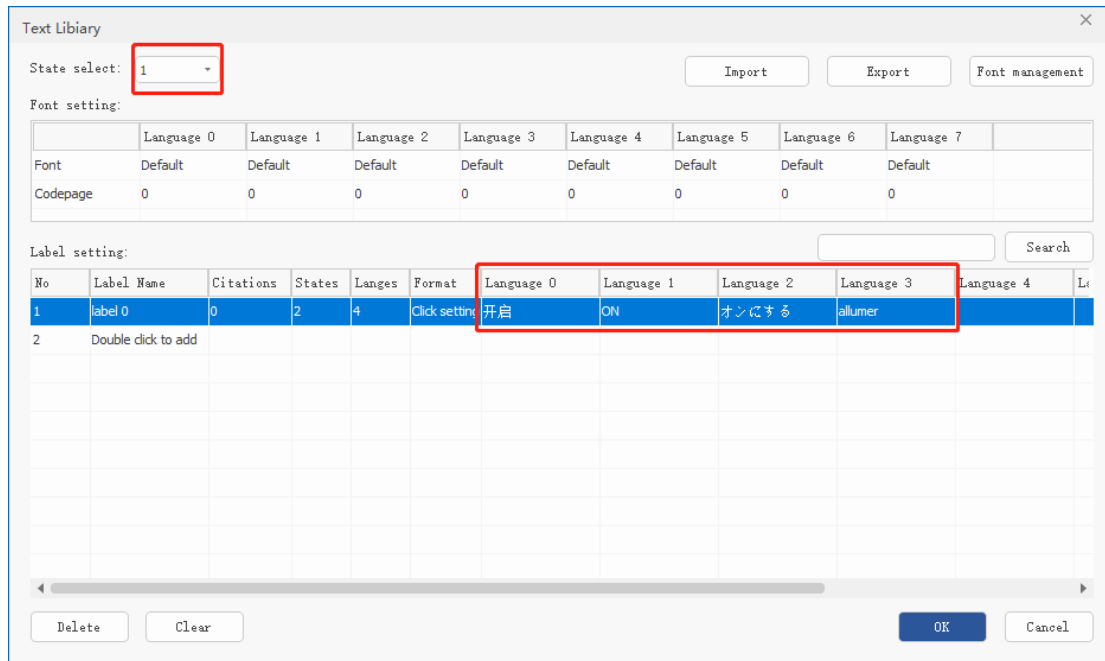 Text Libiary
State select: 1 Import Export Font management
Font setting:
Language 0 Language 1 Language 2 Language 3 Language 4 Language 5 Language 6 Language 7
Font Default Default Default Default Default Default Default Default
Codepage 0 0 0 0 0 0 0 0
Label setting: Search
No Label Name Citations States Langes Format Language 0 Language 1 Language 2 Language 3 Language 4
1 label 0 0 2 4 Click setting 开启 ON オンにする allumer
2 Double click to add
Delete Clear OK Cancel